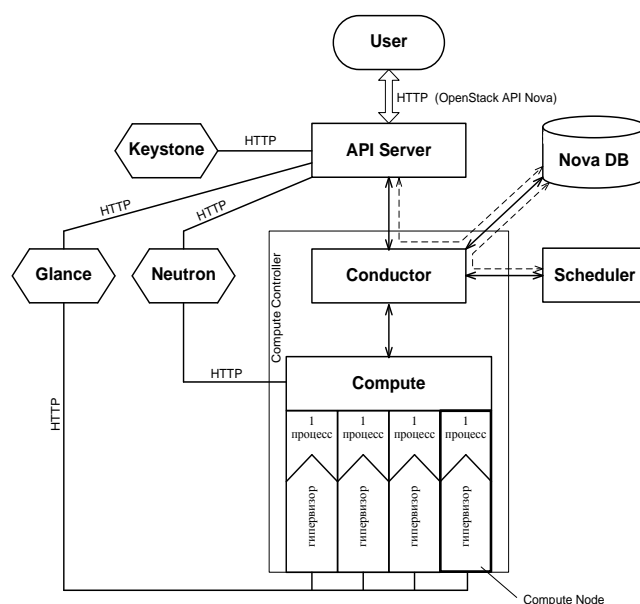 User
HTTP (OpenStack API Nova)
Keystone
HTTP
API Server
Nova DB
HTTP
HTTP
Glance
Neutron
Conductor
Scheduler
Compute Controller
HTTP
Compute
HTTP
1
процесс
1
процесс
1
процесс
1
процесс
гипервизор
гипервизор
гипервизор
гипервизор
Compute Node